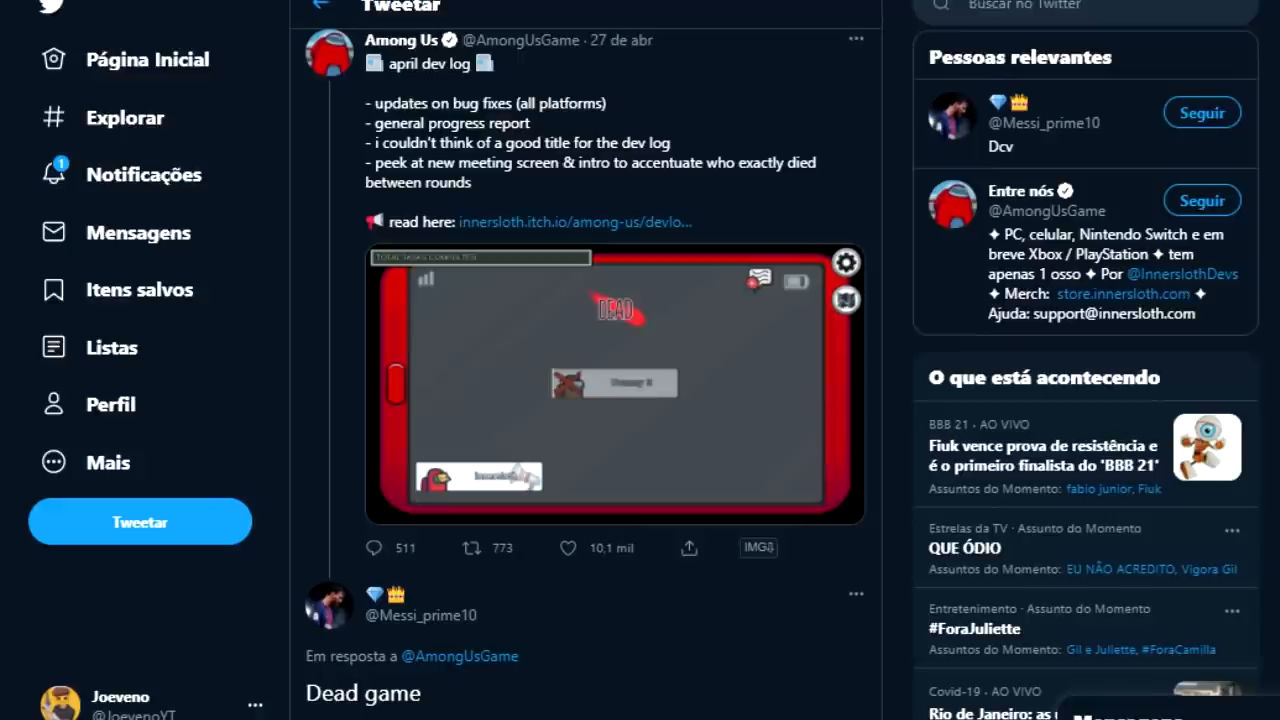 Página Inicial
Explorar
Notificações
1
Mensagens
Itens salvos
Listas
Perfil
Mais
Tweetar
Joeveno
@JoevenoYT
Tweetar
Among Us @AmongUsGame · 27 de abr
april dev log
- updates on bug fixes (all platforms)
- general progress report
- i couldn't think of a good title for the dev log
- peek at new meeting screen & intro to accentuate who exactly died
between rounds
read here: innersloth.itch.io/among-us/devlo...
TOTAL TASKS COMPLETED
DEAD
511
773
10,1 mil
IMG
@Messi_prime10
Em resposta a @AmongUsGame
Dead game
Buscar no Twitter
Pessoas relevantes
@Messi_prime10
Seguir
Dcv
Entre nós
@AmongUsGame
Seguir
✦ PC, celular, Nintendo Switch e em
breve Xbox / PlayStation ✦ tem
apenas 1 osso ✦ Por @InnerslothDevs
✦ Merch: store.innersloth.com ✦
Ajuda: support@innersloth.com
O que está acontecendo
BBB 21 · AO VIVO
Fiuk vence prova de resistência e
é o primeiro finalista do 'BBB 21'
Assuntos do Momento: fabio junior, Fiuk
Estrelas da TV · Assunto do Momento
QUE ÓDIO
Assuntos do Momento: EU NÃO ACREDITO, Vigora Gil
Entretenimento · Assunto do Momento
#ForaJuliette
Assuntos do Momento: Gil e Juliette, #ForaCamilla
Covid-19 · AO VIVO
Rio de Janeiro: as